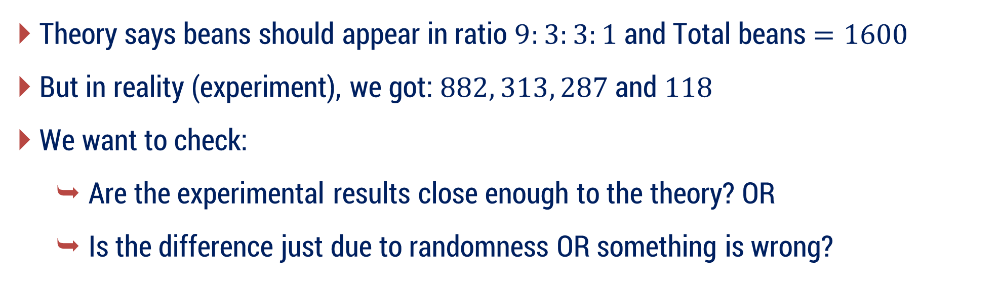 Theory says beans should appear in ratio 9: 3: 3: 1 and Total beans = 1600
But in reality (experiment), we got: 882, 313, 287 and 118
We want to check:
Are the experimental results close enough to the theory? OR
Is the difference just due to randomness OR something is wrong?